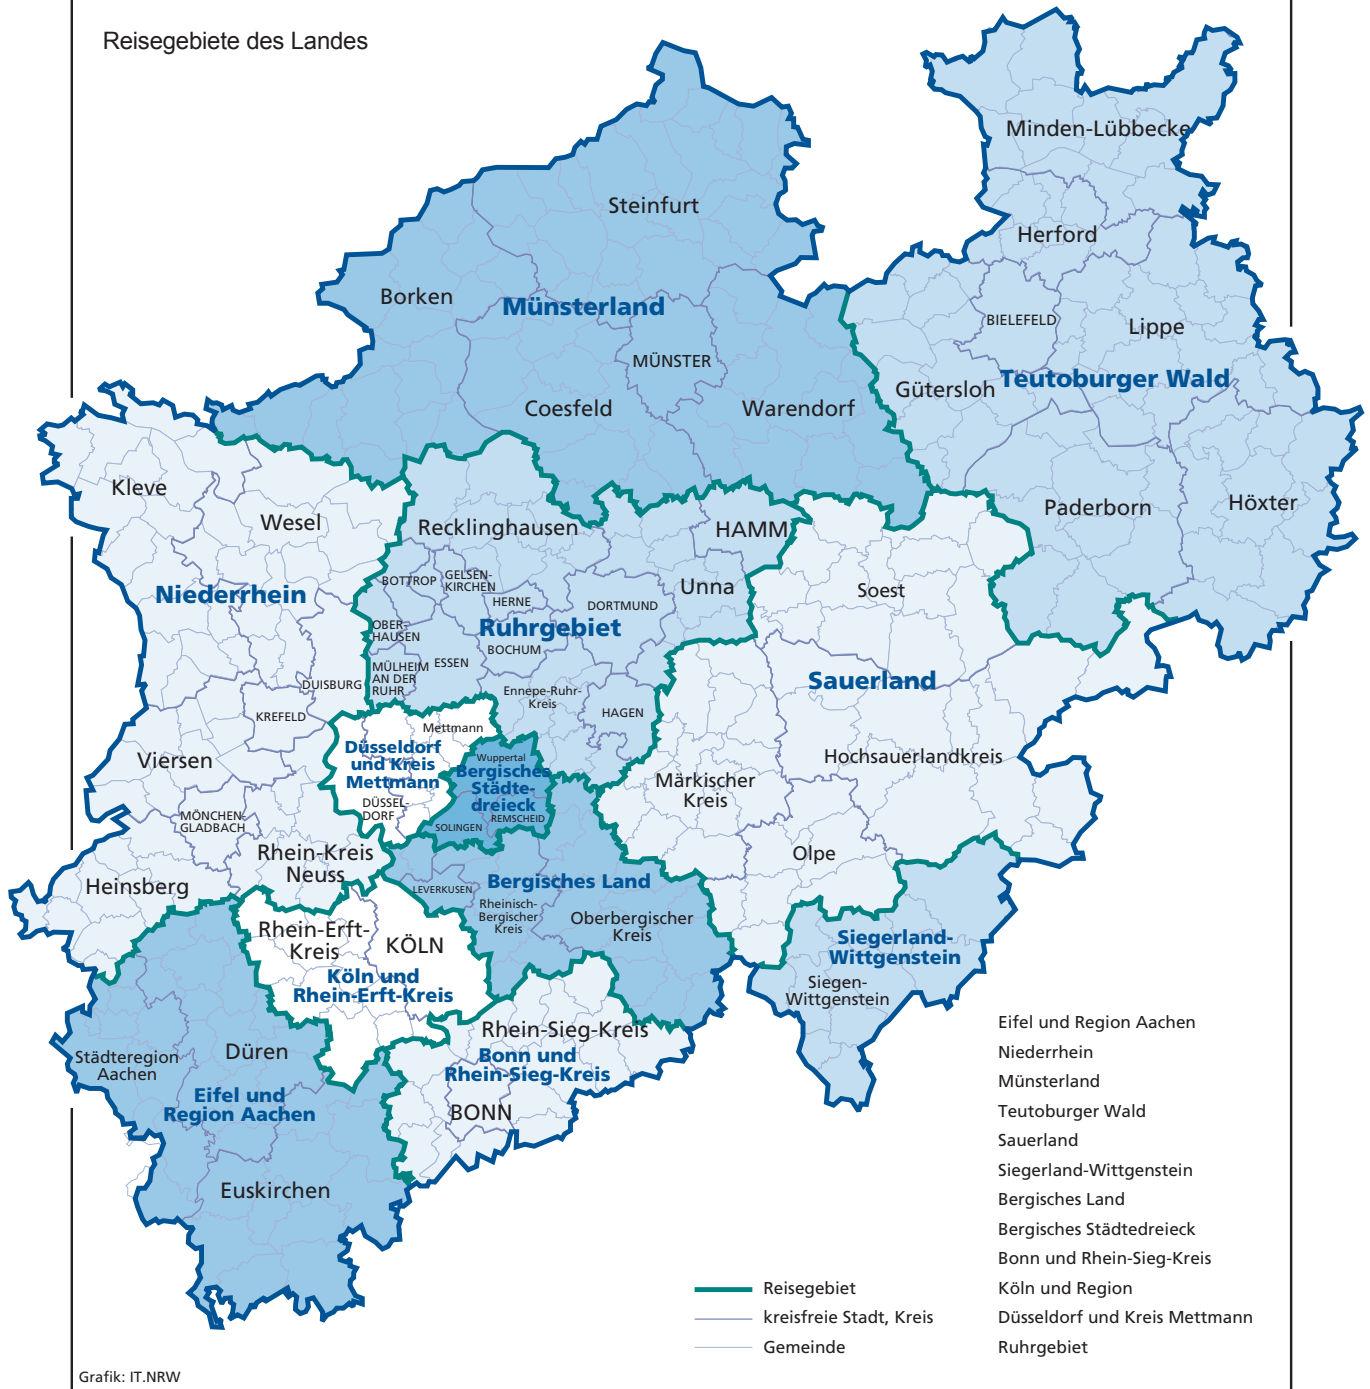 Reisegebiete des Landes
Minden-Lübbecke
Steinfurt
Herford
Borken
Münsterland
BIELEFELD
Lippe
MÜNSTER
Gütersloh
Teutoburger Wald
Coesfeld
Warendorf
Kleve
Wesel
Recklinghausen
HAMM
Paderborn
Höxter
Niederrhein
BOTTROP
GELSEN-
KIRCHEN
HERNE
DORTMUND
Unna
Soest
OBER-
HAUSEN
Ruhrgebiet
BOCHUM
MÜLHEIM
AN DER
RUHR
ESSEN
DUISBURG
Ennepe-Ruhr-
Kreis
HAGEN
Sauerland
KREFELD
Mettmann
Viersen
Düsseldorf
und Kreis
Mettmann
Wuppertal
Bergisches
Städte-
dreieck
Märkischer
Kreis
Hochsauerlandkreis
DÜSSEL-
DORF
SOLINGEN
REMSCHEID
MÖNCHEN-
GLADBACH
Rhein-Kreis
Neuss
Olpe
Heinsberg
LEVERKUSEN
Bergisches Land
Rheinisch-
Bergischer
Kreis
Oberbergischer
Kreis
Rhein-Erft-
Kreis
KÖLN
Köln und
Rhein-Erft-Kreis
Siegerland-
Wittgenstein
Siegen-
Wittgenstein
Rhein-Sieg-Kreis
Bonn und
Rhein-Sieg-Kreis
BONN
Städteregion
Aachen
Düren
Eifel und
Region Aachen
Euskirchen
Eifel und Region Aachen
Niederrhein
Münsterland
Teutoburger Wald
Sauerland
Siegerland-Wittgenstein
Bergisches Land
Bergisches Städtedreieck
Bonn und Rhein-Sieg-Kreis
Köln und Region
Düsseldorf und Kreis Mettmann
Ruhrgebiet
Reisegebiet
kreisfreie Stadt, Kreis
Gemeinde
Grafik: IT.NRW